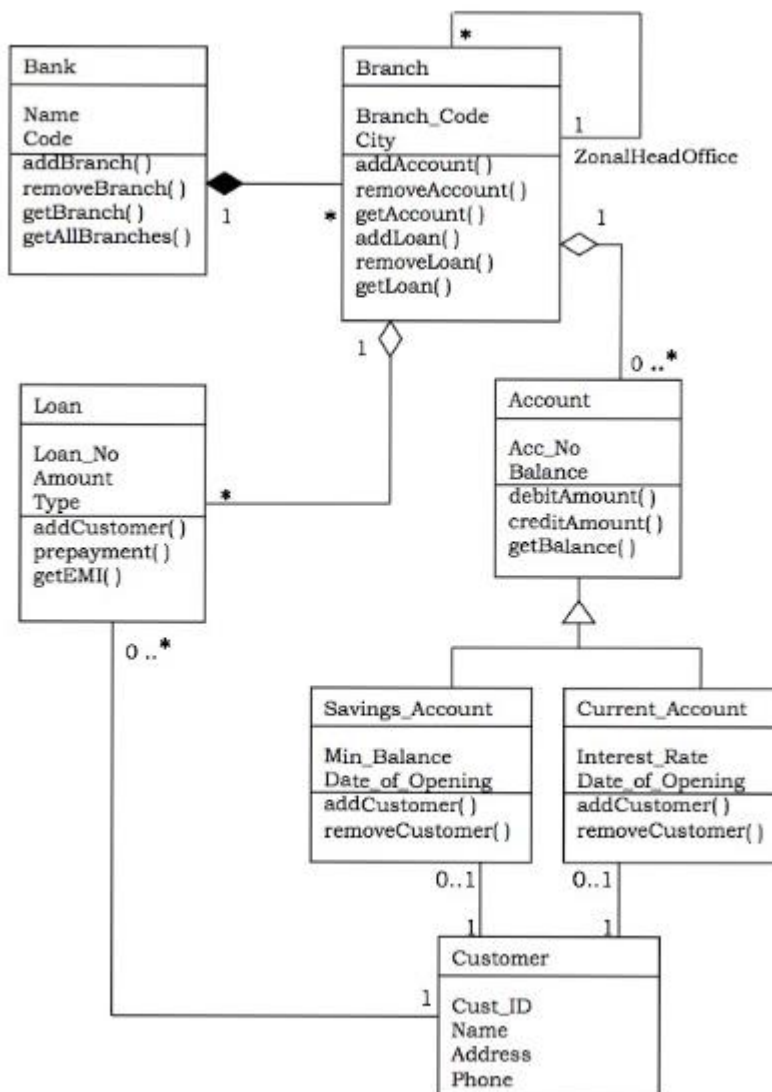 Bank
Name
Code
addBranch( )
removeBranch( )
getBranch( )
getAllBranches( )
1
*
Branch
Branch_Code
City
addAccount( )
removeAccount( )
getAccount( )
addLoan( )
removeLoan( )
getLoan( )
*
1
ZonalHeadOffice
1
0 ..*
1
*
Loan
Loan_No
Amount
Type
addCustomer( )
prepayment( )
getEMI( )
0 ..*
Account
Acc_No
Balance
debitAmount( )
creditAmount( )
getBalance( )
Savings_Account
Min_Balance
Date_of_Opening
addCustomer( )
removeCustomer( )
0..1
1
Current_Account
Interest_Rate
Date_of_Opening
addCustomer( )
removeCustomer( )
0..1
1
1
Customer
Cust_ID
Name
Address
Phone